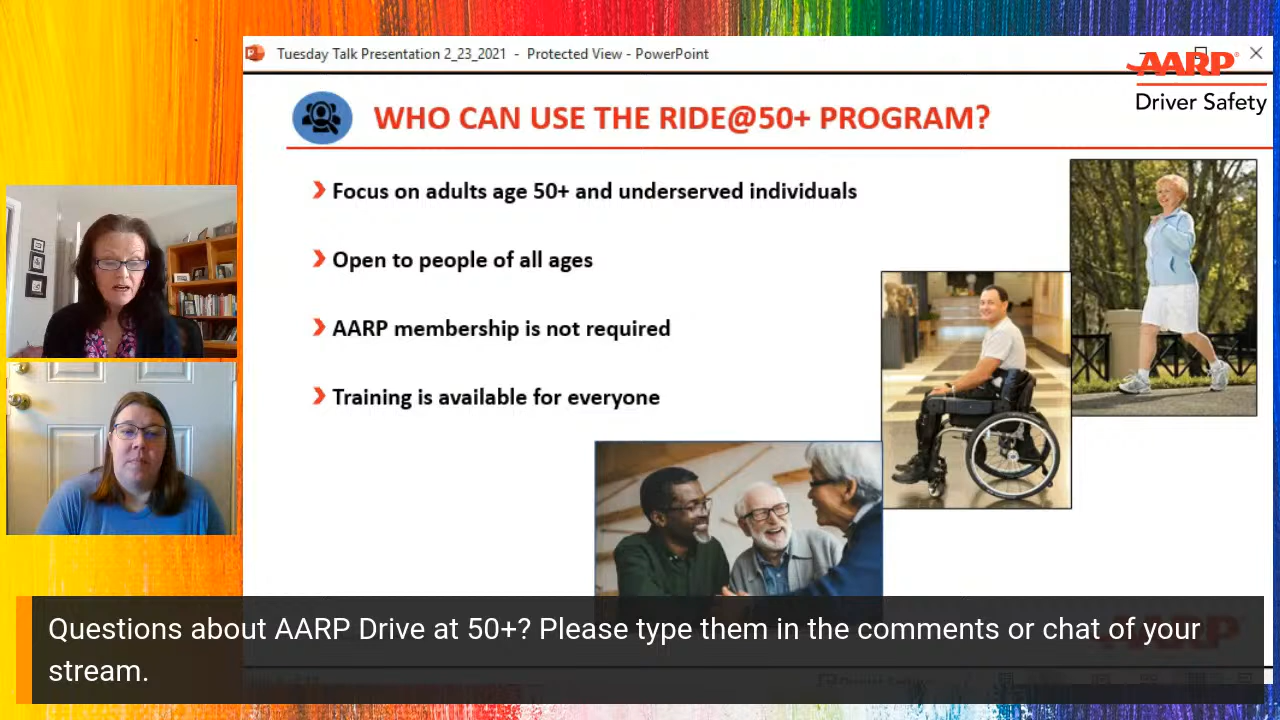 Tuesday Talk Presentation 2_23_2021 - Protected View - PowerPoint
AARP
Driver Safety
WHO CAN USE THE RIDE@50+ PROGRAM?
Focus on adults age 50+ and underserved individuals
Open to people of all ages
AARP membership is not required
Training is available for everyone
Questions about AARP Drive at 50+? Please type them in the comments or chat of your
stream.